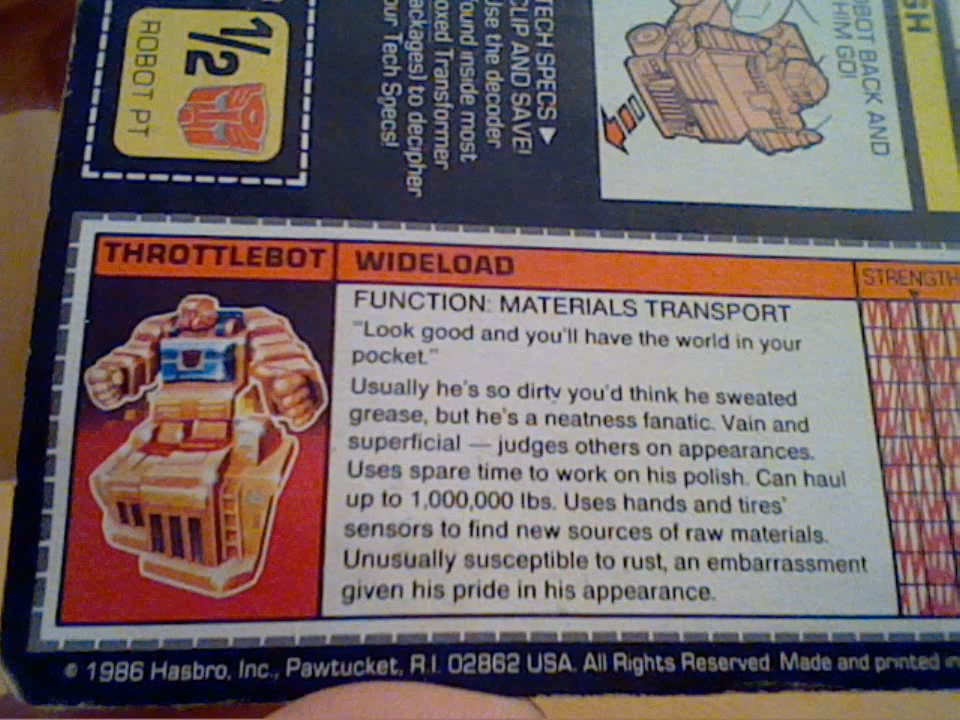 1/2
ROBOT PT
TECH SPECS ►
CLIP AND SAVE!
Use the decoder
found inside most
boxed Transformer
packages) to decipher
our Tech Specs!
OBOT BACK AND
HIM GO!
SH
THROTTLEBOT
WIDELOAD
STRENGTH
FUNCTION: MATERIALS TRANSPORT
"Look good and you'll have the world in your
pocket."
Usually he's so dirty you'd think he sweated
grease, but he's a neatness fanatic. Vain and
superficial — judges others on appearances.
Uses spare time to work on his polish. Can haul
up to 1,000,000 lbs. Uses hands and tires'
sensors to find new sources of raw materials.
Unusually susceptible to rust, an embarrassment
given his pride in his appearance.
© 1986 Hasbro, Inc., Pawtucket, R.I. 02862 USA. All Rights Reserved. Made and printed in